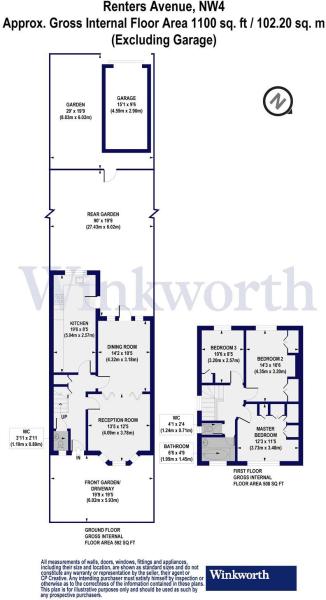 Renters Avenue, NW4
Approx. Gross Internal Floor Area 1100 sq. ft / 102.20 sq. m
(Excluding Garage)
GARDEN
29' x 19'9
(8.83m x 6.02m)
GARAGE
15'1 x 9'6
(4.59m x 2.90m)
N
REAR GARDEN
90' x 19'9
(27.43m x 6.02m)
Winkworth
KITCHEN
19'6 x 8'5
(5.94m x 2.57m)
DINING ROOM
14'2 x 10'5
(4.32m x 3.18m)
UP
WC
3'11 x 2'11
(1.19m x 0.89m)
IN
RECEPTION ROOM
13'5 x 12'5
(4.09m x 3.78m)
FRONT GARDEN/
DRIVEWAY
19'9 x 19'5
(6.02m x 5.93m)
GROUND FLOOR
GROSS INTERNAL
FLOOR AREA 592 SQ FT
BEDROOM 3
10'6 x 8'5
(3.20m x 2.57m)
BEDROOM 2
14'3 x 10'8
(4.35m x 3.26m)
WC
4'1 x 2'4
(1.24m x 0.71m)
BATHROOM
6'5 x 4'9
(1.95m x 1.45m)
MASTER
BEDROOM
12'3 x 11'5
(3.73m x 3.48m)
FIRST FLOOR
GROSS INTERNAL
FLOOR AREA 508 SQ FT
All measurements of walls, doors, windows, fittings and appliances,
including their size and location, are shown as standard sizes and do not
constitute any warranty or representation by the seller, their agent or
CP Creative. Any intending purchaser must satisfy himself by inspection or
otherwise as to the correctness of the information contained in these plans.
This plan is for illustrative purposes only and should be used as such by
any prospective purchasers.
Winkworth